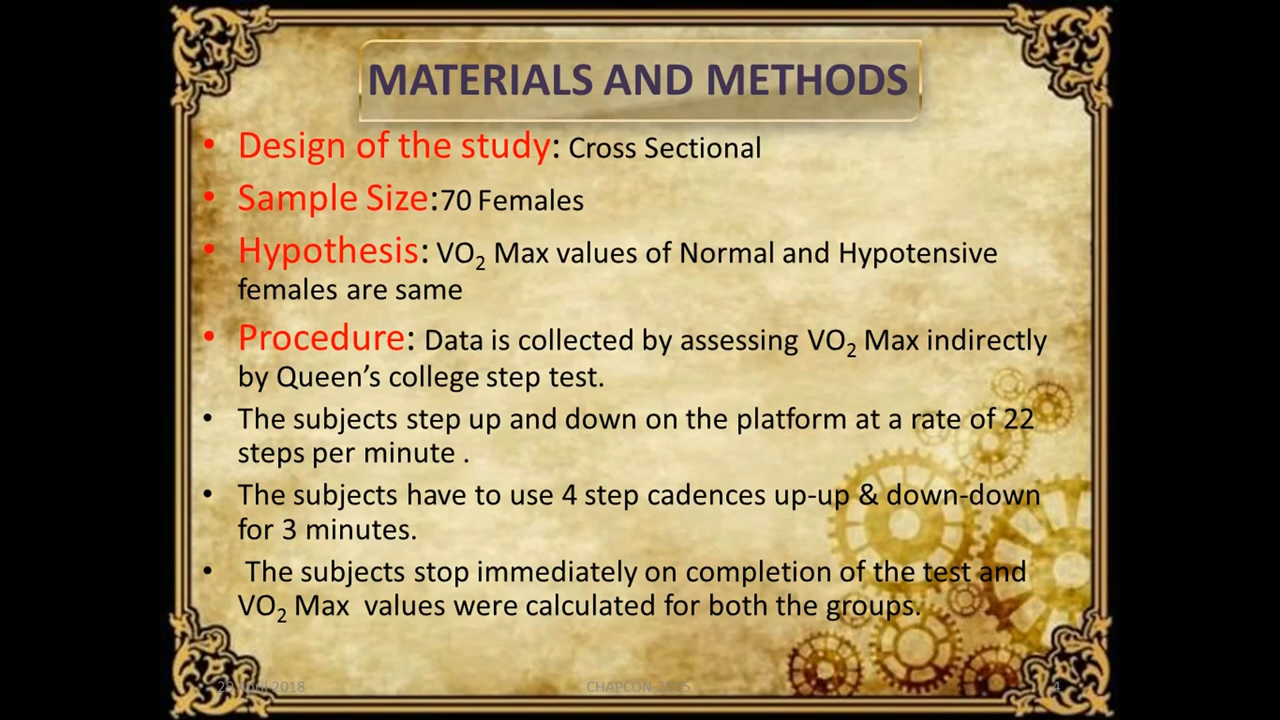 MATERIALS AND METHODS
• Design of the study: Cross Sectional
• Sample Size:70 Females
• Hypothesis: VO₂ Max values of Normal and Hypotensive
females are same
• Procedure: Data is collected by assessing VO₂ Max indirectly
by Queen’s college step test.
• The subjects step up and down on the platform at a rate of 22
steps per minute .
• The subjects have to use 4 step cadences up-up & down-down
for 3 minutes.
• The subjects stop immediately on completion of the test and
VO₂ Max values were calculated for both the groups.
April 2018
4